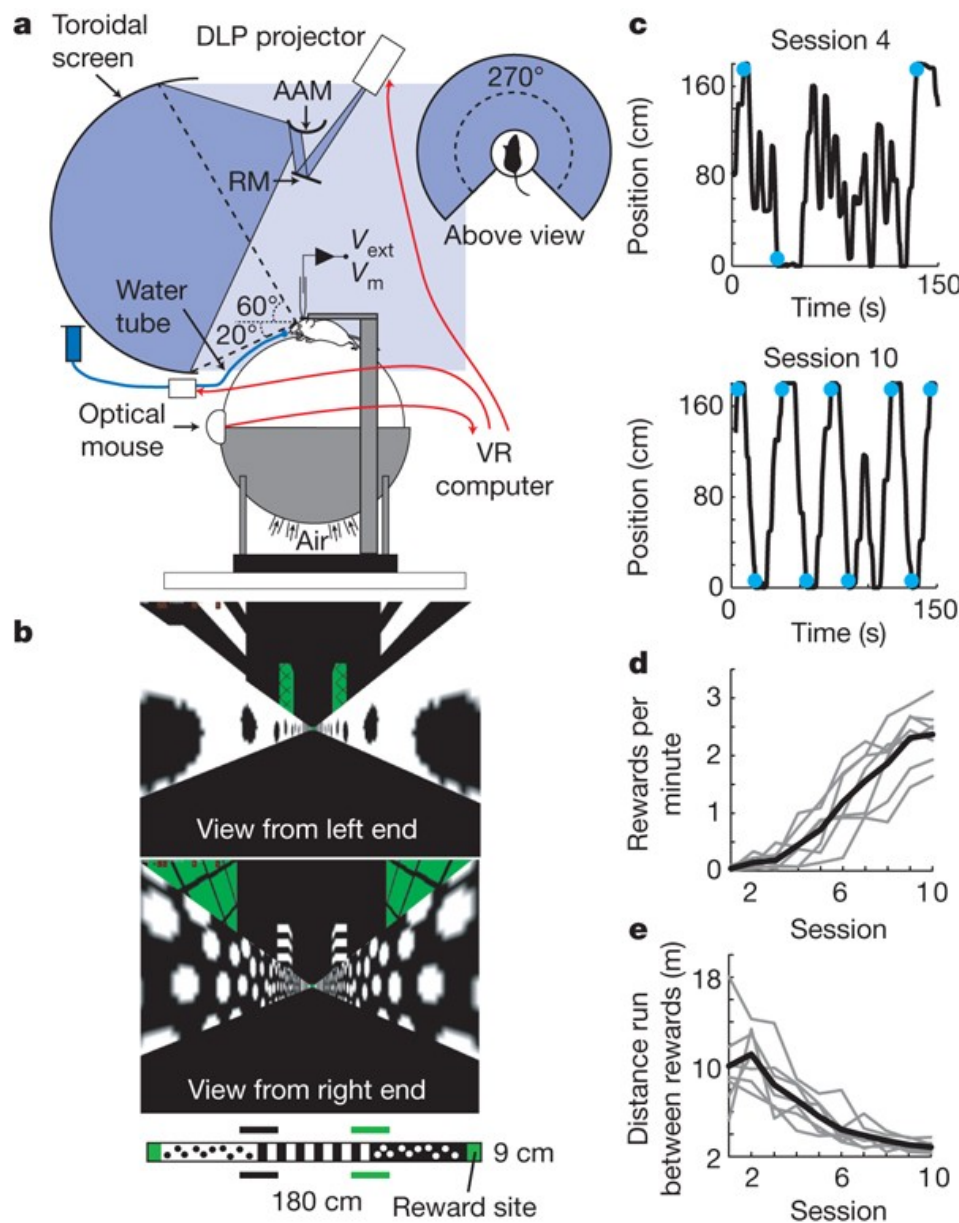 a
Toroidal
screen
DLP projector
AAM
RM
270°
Above view
V
ext
V
m
Water
tube
60°
20°
Optical
mouse
VR
computer
Air
b
View from left end
View from right end
9 cm
180 cm
Reward site
c
Session 4
Position (cm)
160
80
0
0
150
Time (s)
Session 10
Position (cm)
160
80
0
0
150
Time (s)
d
Rewards per
minute
3
2
1
0
2
6
10
Session
e
Distance run
between rewards (m)
18
10
2
2
6
10
Session